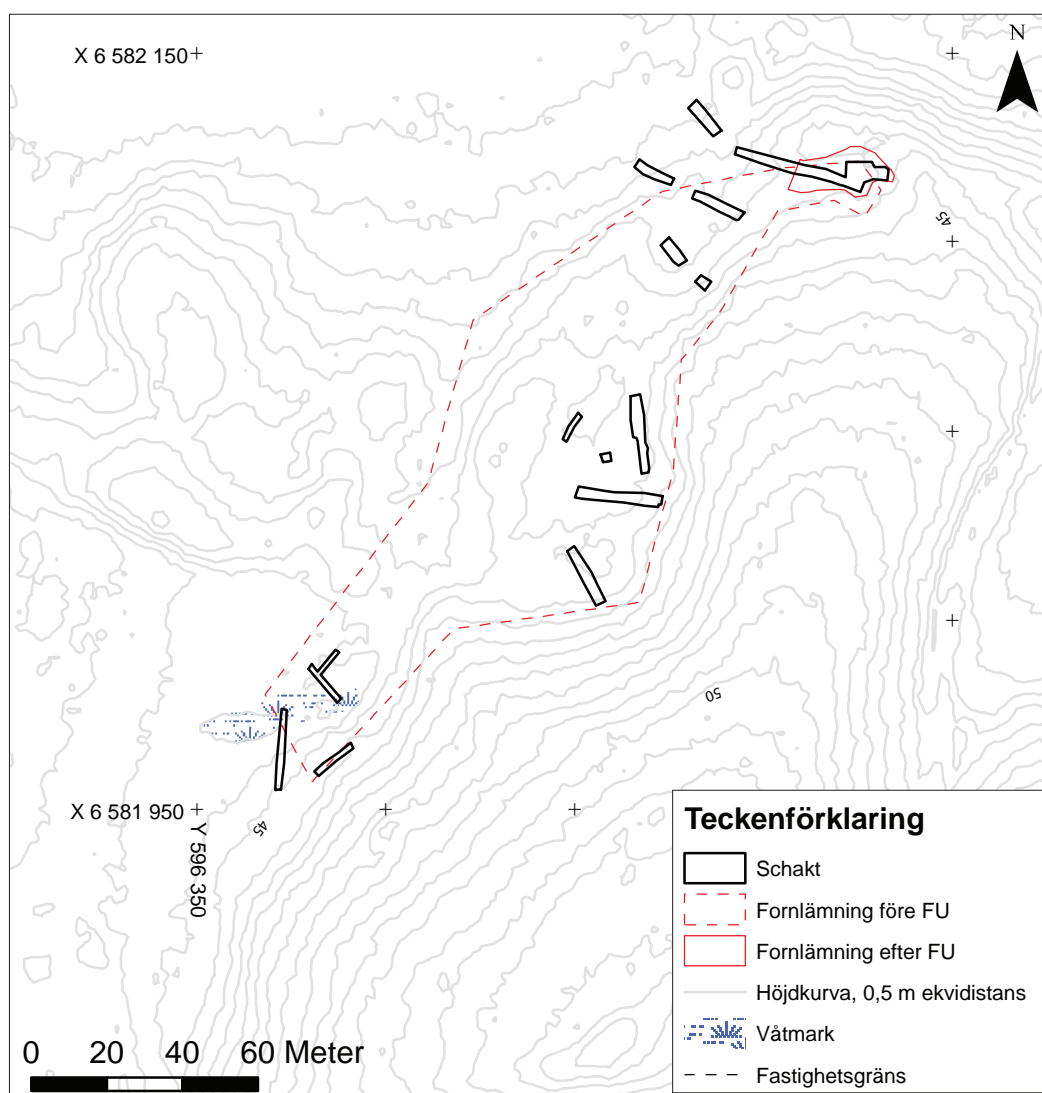 X 6 582 150
N
45
50
X 6 581 950
Y 596 350
45
Teckenförklaring
Schakt
Fornlämning före FU
Fornlämning efter FU
Höjdkurva, 0,5 m ekvidistans
Våtmark
Fastighetsgräns
0 20 40 60 Meter